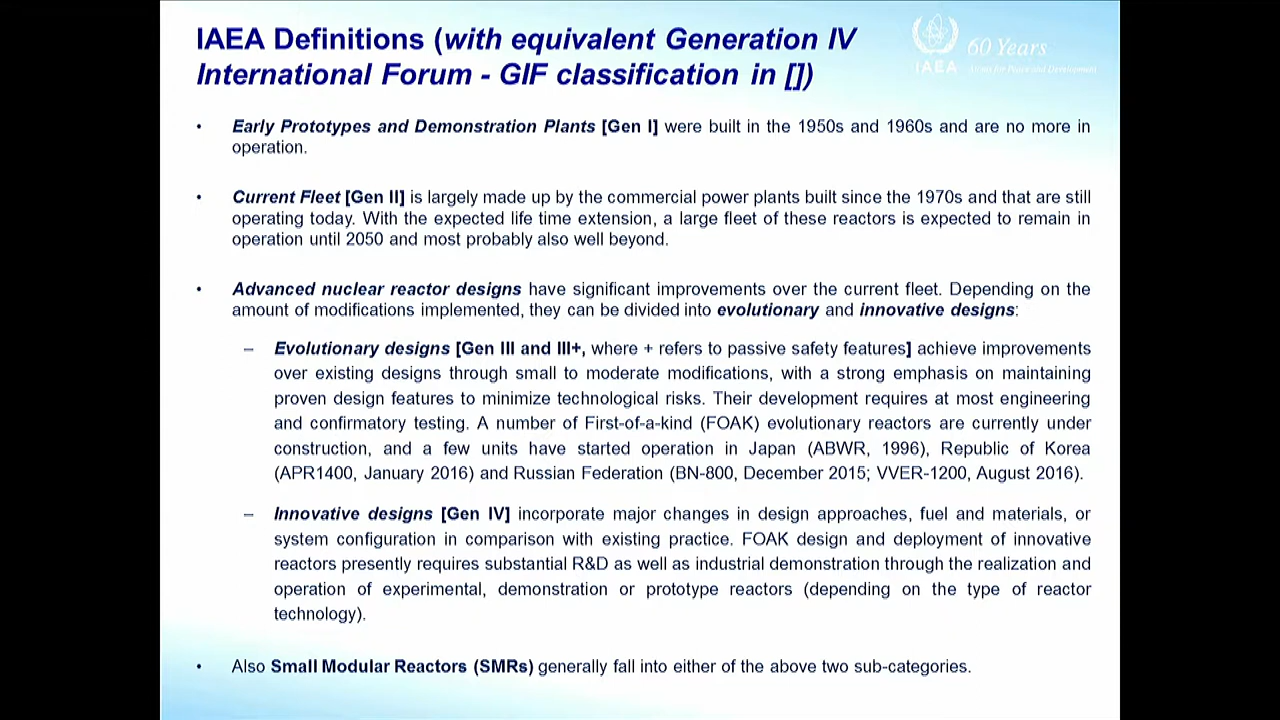 IAEA Definitions (with equivalent Generation IV
International Forum - GIF classification in [])
60 Years
IAEA Atoms for Peace and Development
• Early Prototypes and Demonstration Plants [Gen I] were built in the 1950s and 1960s and are no more in
operation.
• Current Fleet [Gen II] is largely made up by the commercial power plants built since the 1970s and that are still
operating today. With the expected life time extension, a large fleet of these reactors is expected to remain in
operation until 2050 and most probably also well beyond.
• Advanced nuclear reactor designs have significant improvements over the current fleet. Depending on the
amount of modifications implemented, they can be divided into evolutionary and innovative designs:
– Evolutionary designs [Gen III and III+, where + refers to passive safety features] achieve improvements
over existing designs through small to moderate modifications, with a strong emphasis on maintaining
proven design features to minimize technological risks. Their development requires at most engineering
and confirmatory testing. A number of First-of-a-kind (FOAK) evolutionary reactors are currently under
construction, and a few units have started operation in Japan (ABWR, 1996), Republic of Korea
(APR1400, January 2016) and Russian Federation (BN-800, December 2015; VVER-1200, August 2016).
– Innovative designs [Gen IV] incorporate major changes in design approaches, fuel and materials, or
system configuration in comparison with existing practice. FOAK design and deployment of innovative
reactors presently requires substantial R&D as well as industrial demonstration through the realization and
operation of experimental, demonstration or prototype reactors (depending on the type of reactor
technology).
• Also Small Modular Reactors (SMRs) generally fall into either of the above two sub-categories.